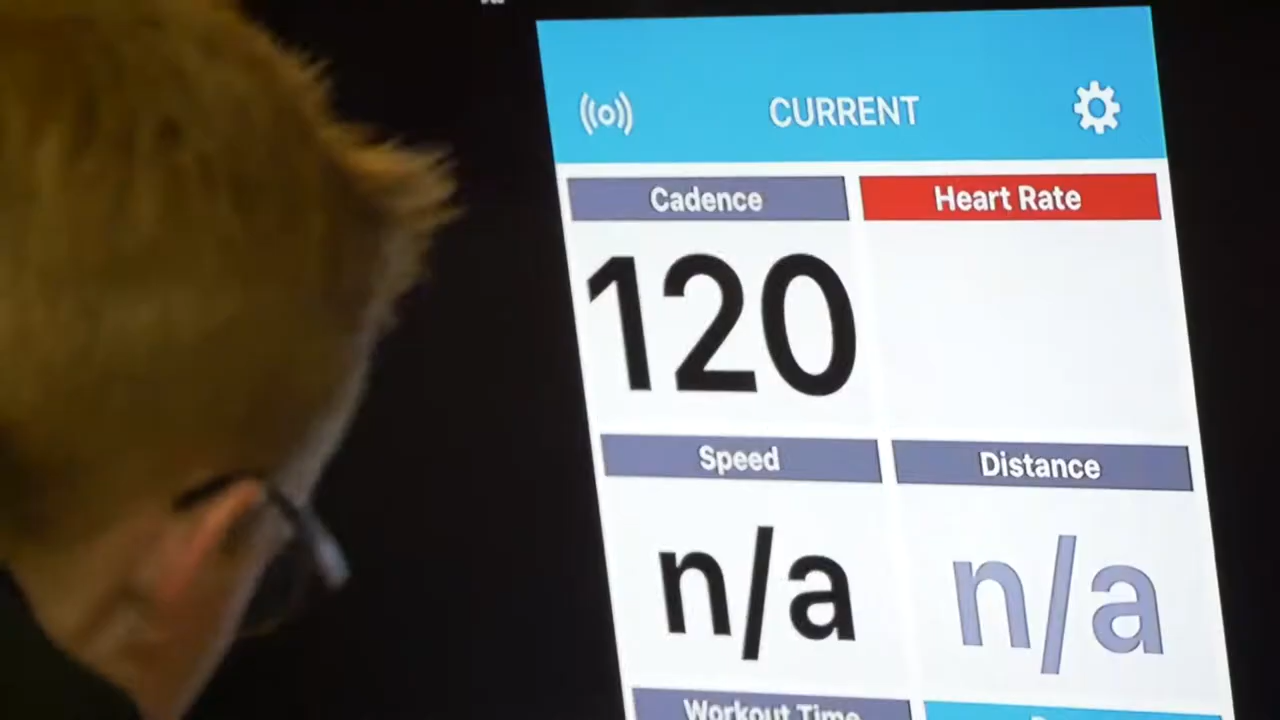 CURRENT
Cadence
Heart Rate
120
Speed
Distance
n/a
n/a
Workout Time